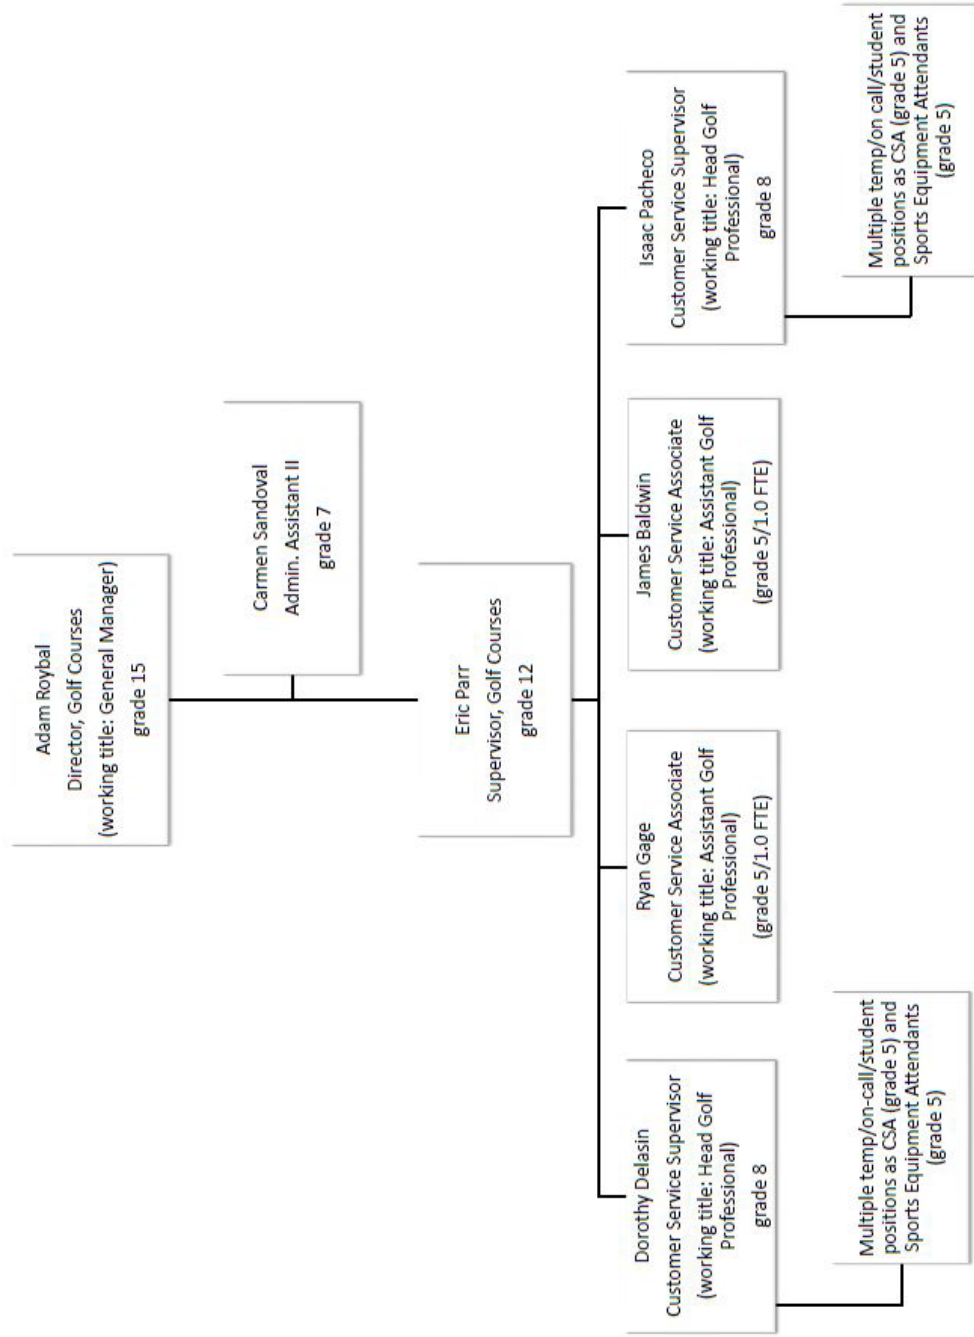 Adam Roybal
Director, Golf Courses
(working title: General Manager)
grade 15
Carmen Sandoval
Admin. Assistant II
grade 7
Eric Parr
Supervisor, Golf Courses
grade 12
Dorothy Delasin
Customer Service Supervisor
(working title: Head Golf
Professional)
grade 8
Ryan Gage
Customer Service Associate
(working title: Assistant Golf
Professional)
(grade 5/1.0 FTE)
James Baldwin
Customer Service Associate
(working title: Assistant Golf
Professional)
(grade 5/1.0 FTE)
Isaac Pacheco
Customer Service Supervisor
(working title: Head Golf
Professional)
grade 8
Multiple temp/on-call/student
positions as CSA (grade 5) and
Sports Equipment Attendants
(grade 5)
Multiple temp/on call/student
positions as CSA (grade 5) and
Sports Equipment Attendants
(grade 5)